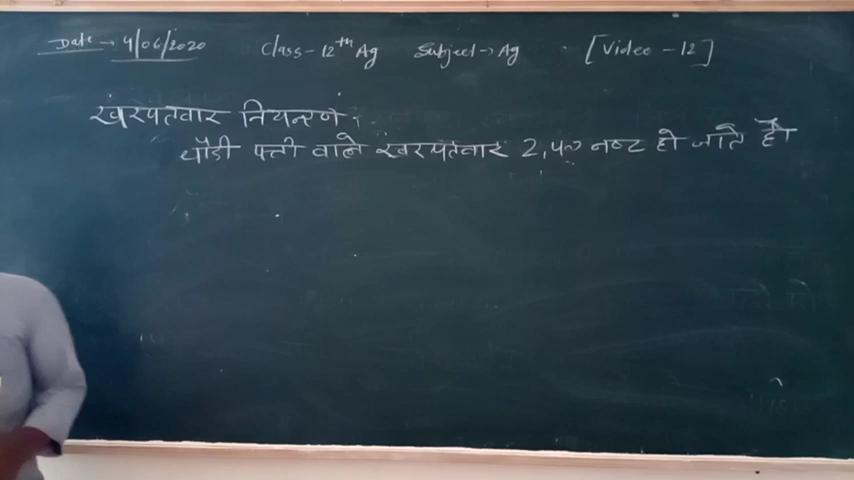 Date → 4/06/2020 Class - 12th Ag Subject → Ag [Video - 12]
खरपतवार नियन्त्रण :
चौडी पत्ती वाले खरपतवार 2,4D नष्ट हो जाते है